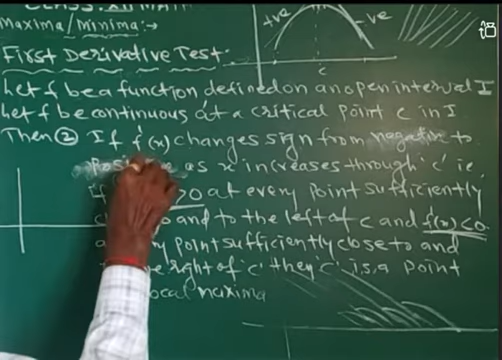 Maxima/Minima:→
+ve
-ve
c
First Derivative Test:
Let f be a function defined on an open interval I
Let f be continuous at a critical point c in I
Then ② If f'(x) changes sign from negative to
as x increases through 'c' ie
>0 at every point sufficiently
and to the left of c and f(x)<0
point sufficiently close to and
right of 'c' then 'c' is a point
local maxima